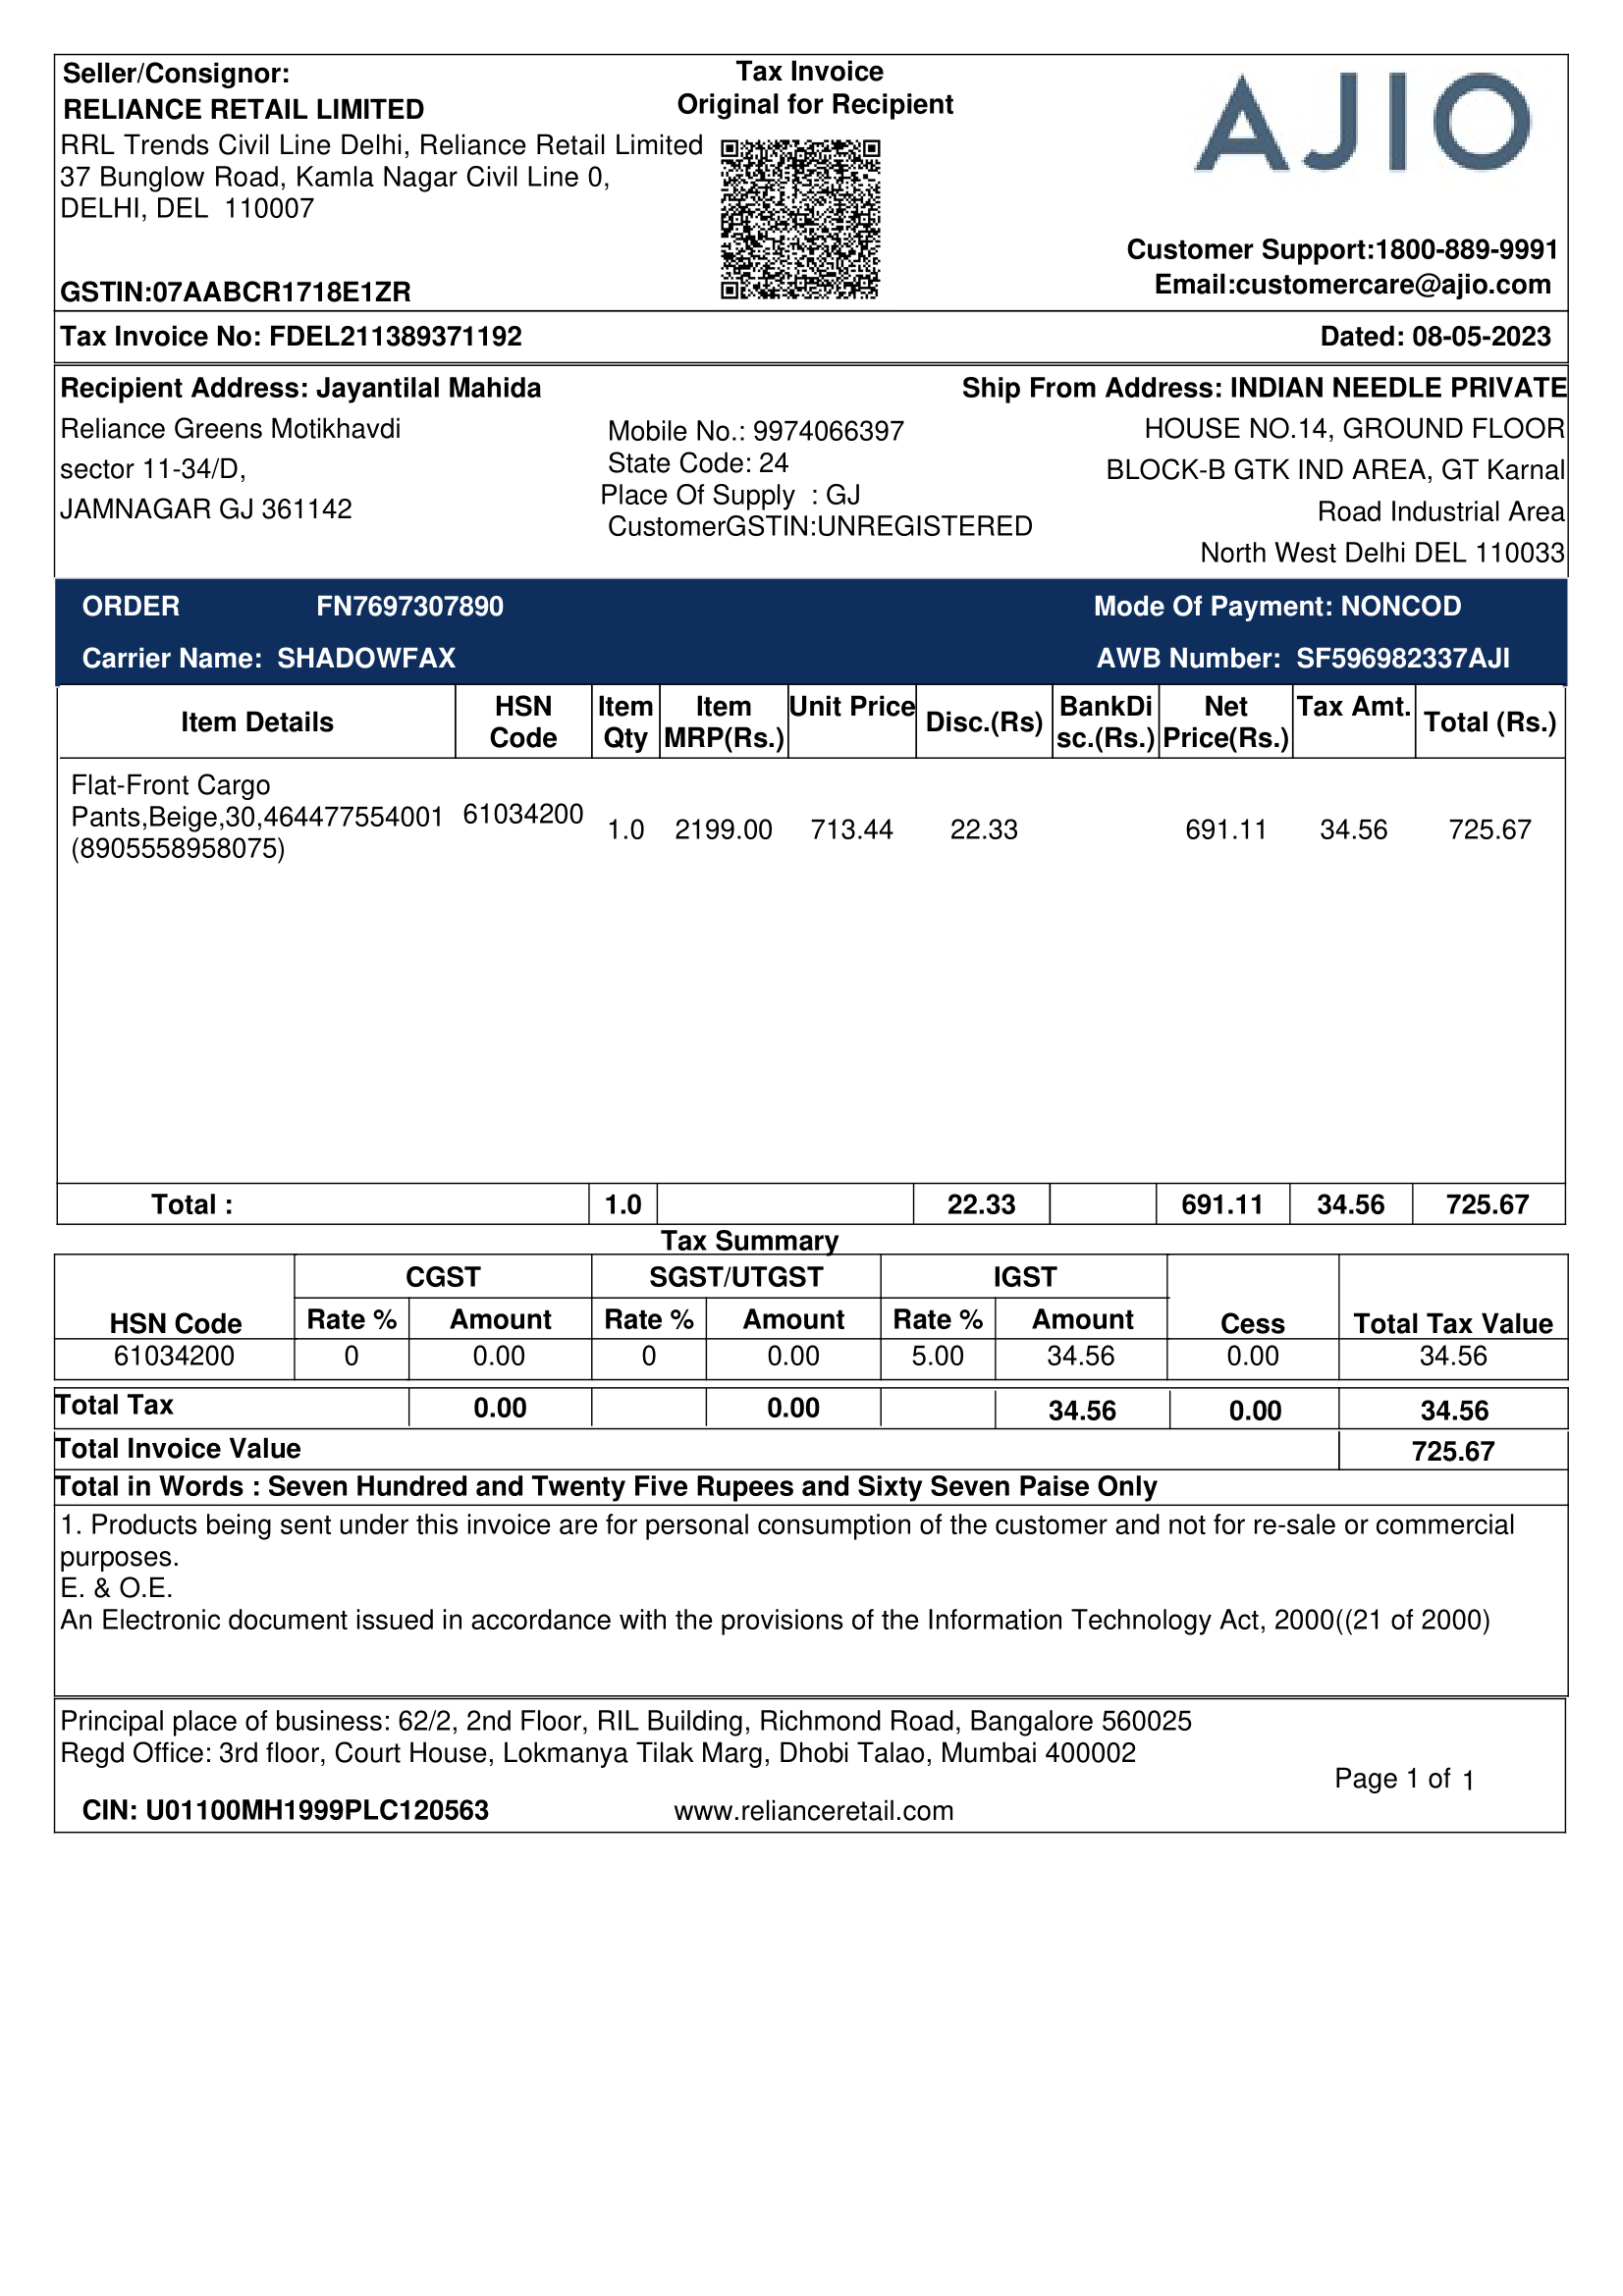 Seller/Consignor:
RELIANCE RETAIL LIMITED
RRL Trends Civil Line Delhi, Reliance Retail Limited
37 Bunglow Road, Kamla Nagar Civil Line 0,
DELHI, DEL 110007
GSTIN:07AABCR1718E1ZR
Tax Invoice
Original for Recipient
AJIO
Customer Support:1800-889-9991
Email:customercare@ajio.com
Tax Invoice No: FDEL211389371192
Dated: 08-05-2023
Recipient Address: Jayantilal Mahida
Reliance Greens Motikhavdi
sector 11-34/D,
JAMNAGAR GJ 361142
Mobile No.: 9974066397
State Code: 24
Place Of Supply : GJ
CustomerGSTIN:UNREGISTERED
Ship From Address: INDIAN NEEDLE PRIVATE
HOUSE NO.14, GROUND FLOOR
BLOCK-B GTK IND AREA, GT Karnal
Road Industrial Area
North West Delhi DEL 110033
ORDER FN7697307890 Mode Of Payment: NONCOD
Carrier Name: SHADOWFAX AWB Number: SF596982337AJI
Item Details
HSN
Code
Item
Qty
Item
MRP(Rs.)
Unit Price
Disc.(Rs)
BankDi
sc.(Rs.)
Net
Price(Rs.)
Tax Amt.
Total (Rs.)
Flat-Front Cargo
Pants,Beige,30,464477554001
(8905558958075)
61034200
1.0 2199.00 713.44 22.33 691.11 34.56 725.67
Total : 1.0 22.33 691.11 34.56 725.67
Tax Summary
CGST SGST/UTGST IGST
HSN Code Rate % Amount Rate % Amount Rate % Amount Cess Total Tax Value
61034200 0 0.00 0 0.00 5.00 34.56 0.00 34.56
Total Tax 0.00 0.00 34.56 0.00 34.56
Total Invoice Value 725.67
Total in Words : Seven Hundred and Twenty Five Rupees and Sixty Seven Paise Only
1. Products being sent under this invoice are for personal consumption of the customer and not for re-sale or commercial
purposes.
E. & O.E.
An Electronic document issued in accordance with the provisions of the Information Technology Act, 2000((21 of 2000)
Principal place of business: 62/2, 2nd Floor, RIL Building, Richmond Road, Bangalore 560025
Regd Office: 3rd floor, Court House, Lokmanya Tilak Marg, Dhobi Talao, Mumbai 400002
Page 1 of 1
CIN: U01100MH1999PLC120563 www.relianceretail.com